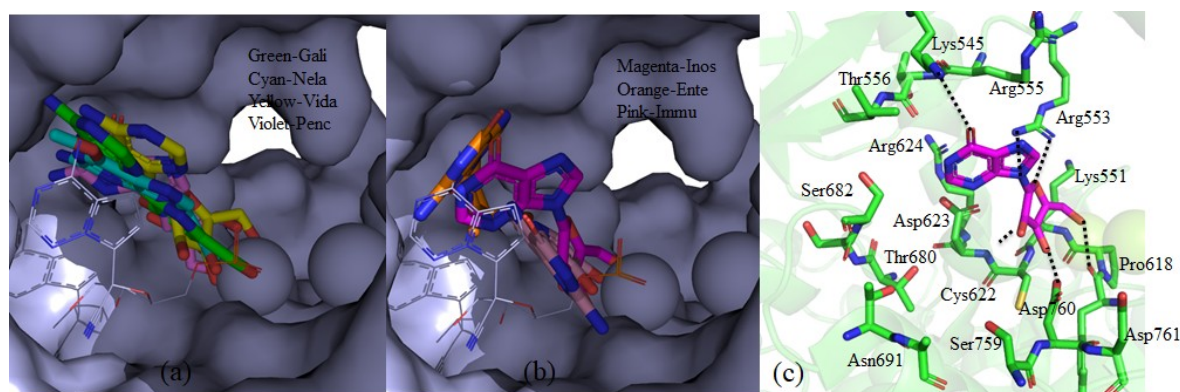 Green-Gali
Cyan-Nela
Yellow-Vida
Violet-Penc
(a)
Magenta-Inos
Orange-Ente
Pink-Immu
(b)
Lys545
Thr556
Arg555
Arg553
Arg624
Lys551
Ser682
Asp623
Thr680
Pro618
Cys622
Asp760
Asp761
Ser759
Asn691
(c)